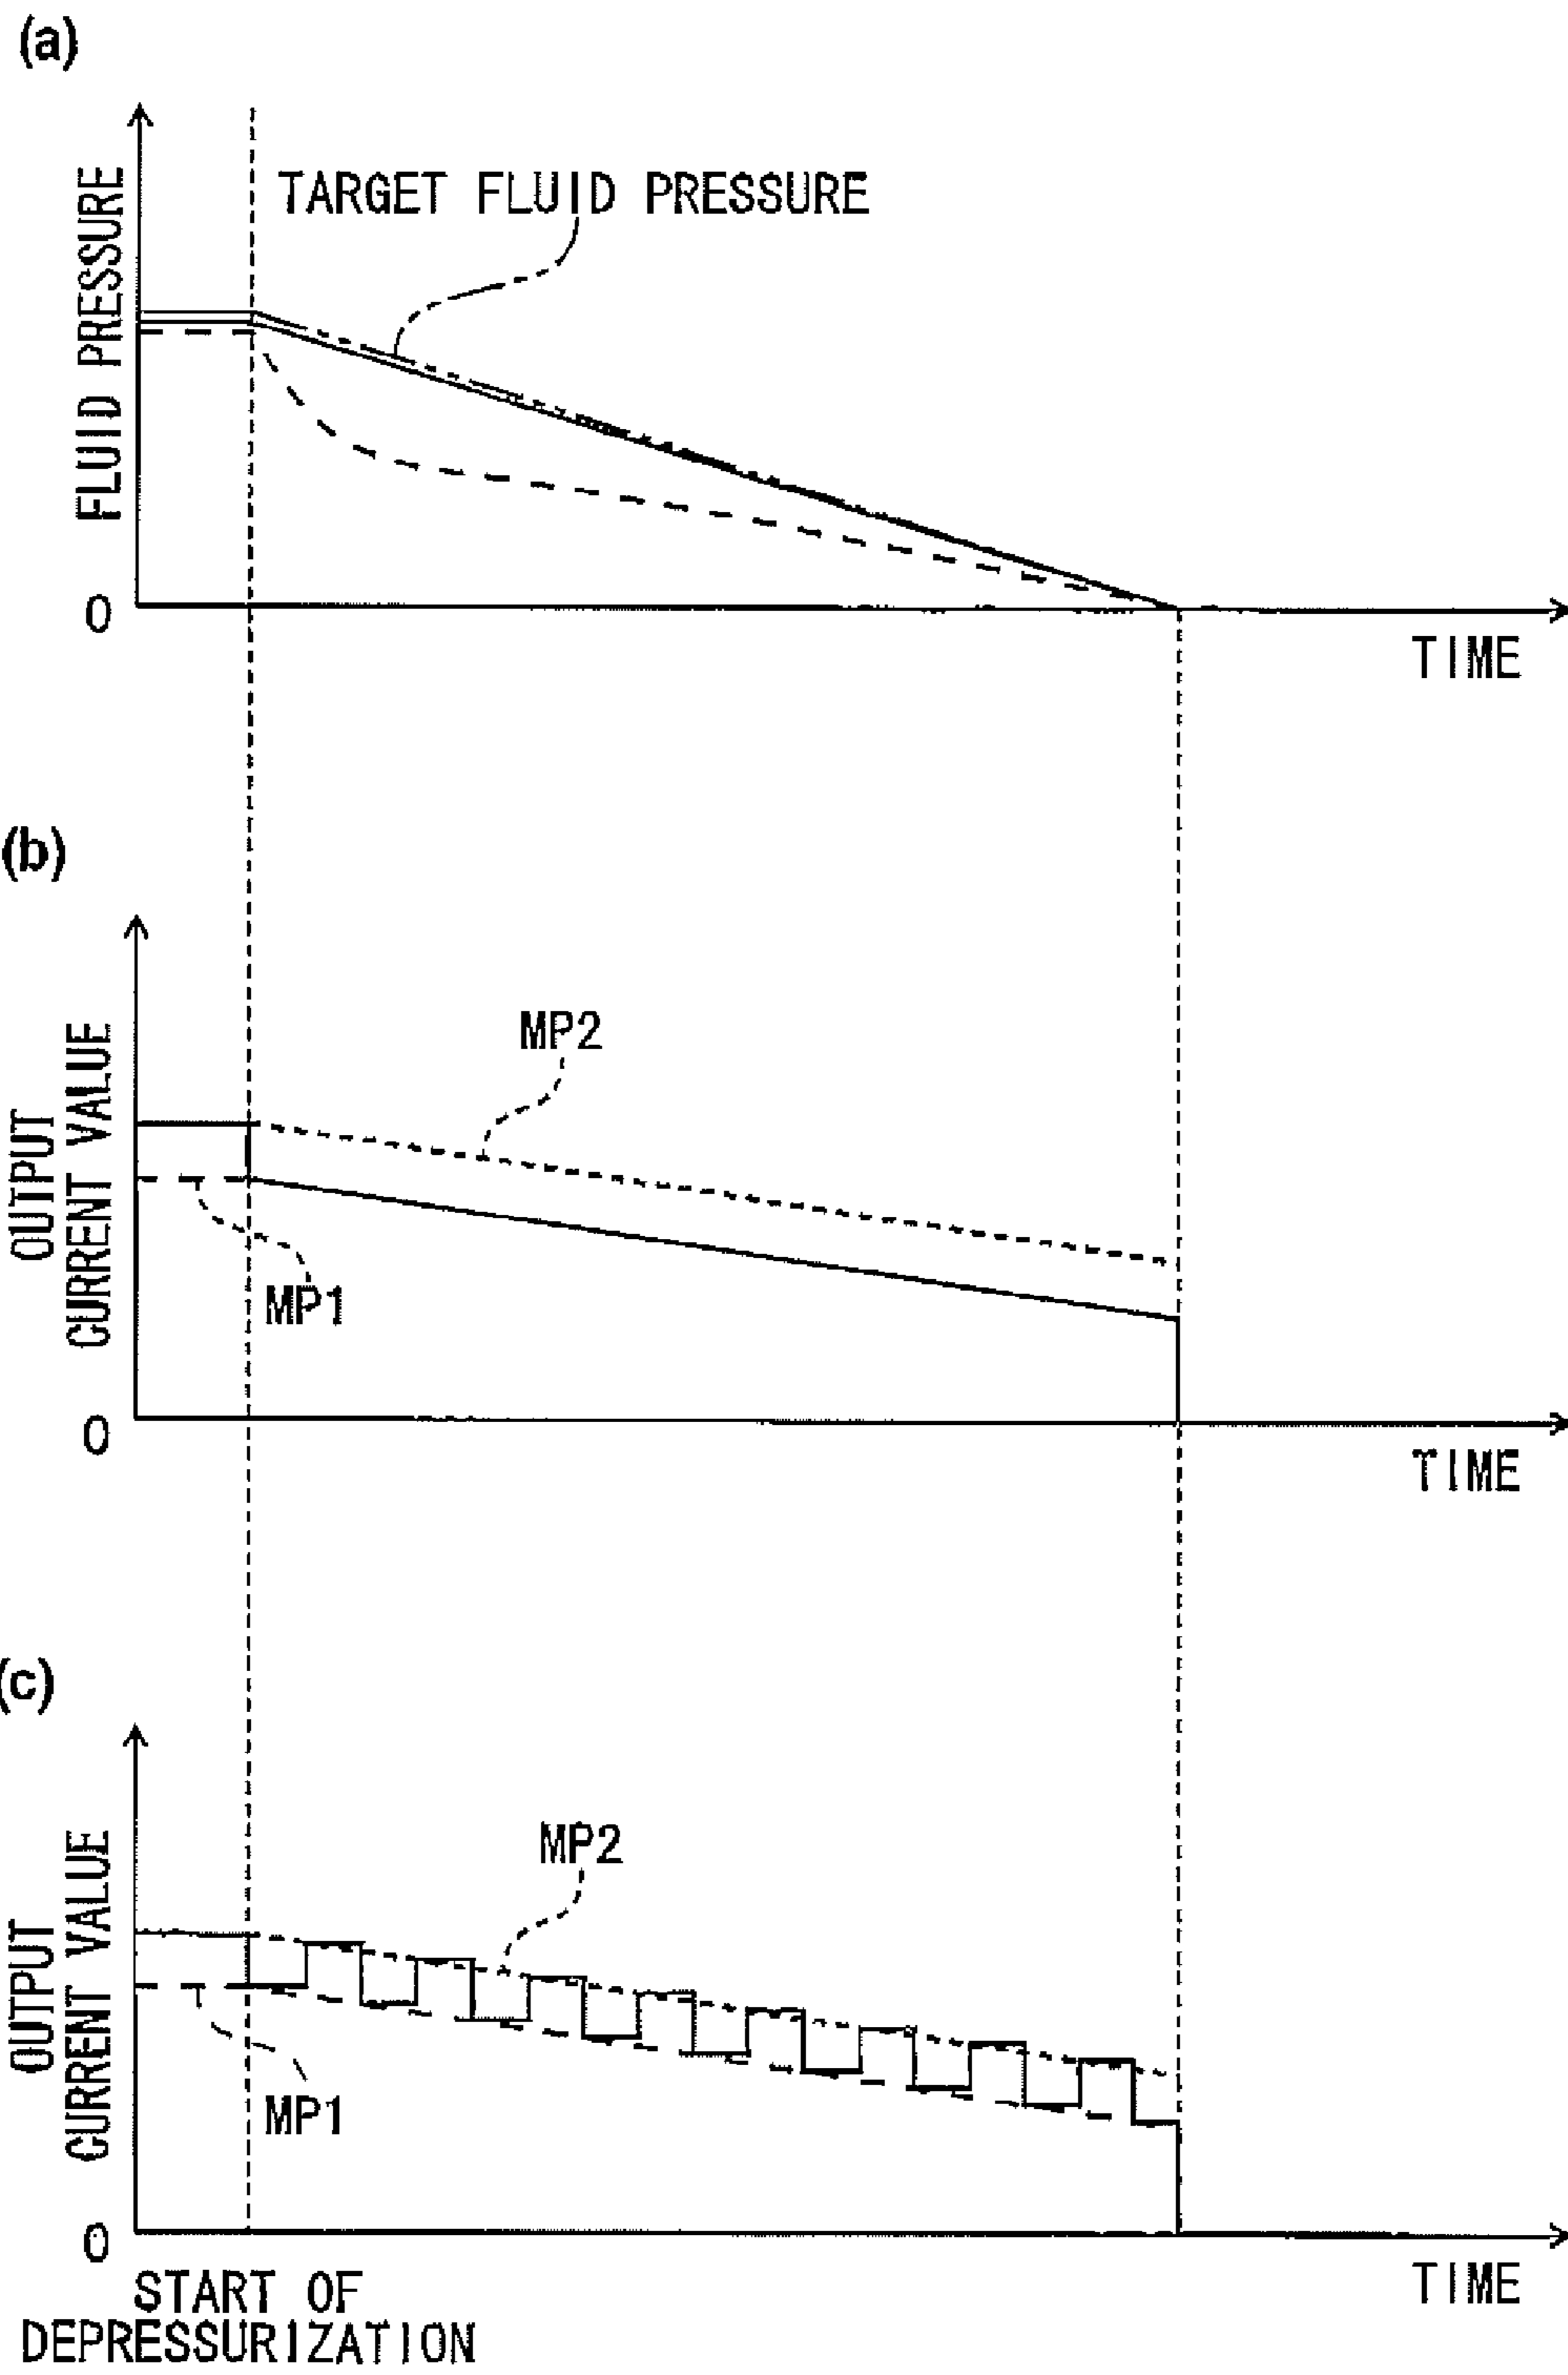 (a)
FLUID PRESSURE
TARGET FLUID PRESSURE
0
TIME
(b)
OUTPUT
CURRENT VALUE
MP2
MP1
0
TIME
(c)
OUTPUT
CURRENT VALUE
MP2
MP1
0
TIME
START OF
DEPRESSURIZATION